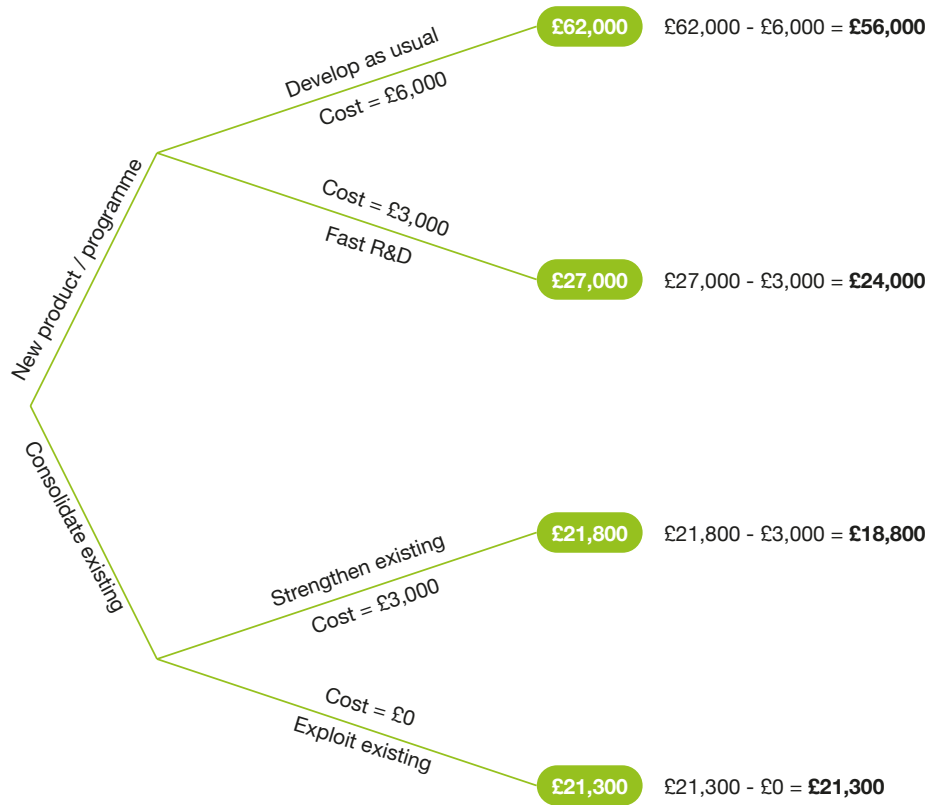 Develop as usual
Cost = £6,000
£62,000
£62,000 - £6,000 = £56,000
New product / programme
Cost = £3,000
Fast R&D
£27,000
£27,000 - £3,000 = £24,000
Consolidate existing
Strengthen existing
Cost = £3,000
£21,800
£21,800 - £3,000 = £18,800
Cost = £0
Exploit existing
£21,300
£21,300 - £0 = £21,300